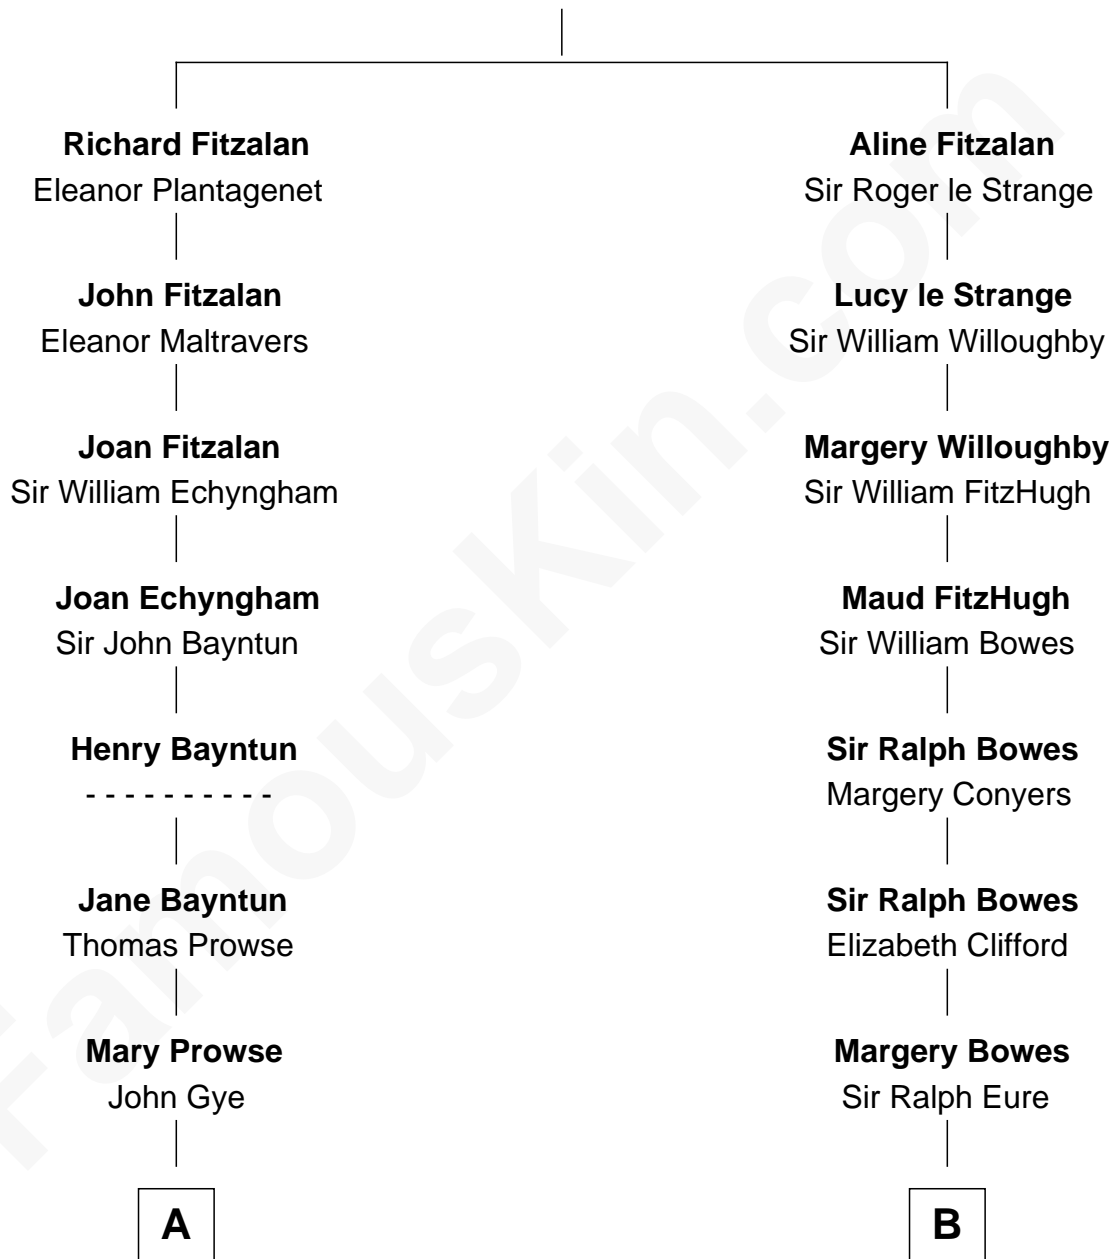 Richard Fitzalan
Eleanor Plantagenet
John Fitzalan
Eleanor Maltravers
Joan Fitzalan
Sir William Echyngham
Joan Echyngham
Sir John Bayntun
Henry Bayntun
- - - - - - - - - -
Jane Bayntun
Thomas Prowse
Mary Prowse
John Gye
A
Aline Fitzalan
Sir Roger le Strange
Lucy le Strange
Sir William Willoughby
Margery Willoughby
Sir William FitzHugh
Maud FitzHugh
Sir William Bowes
Sir Ralph Bowes
Margery Conyers
Sir Ralph Bowes
Elizabeth Clifford
Margery Bowes
Sir Ralph Eure
B
FamousKin.com